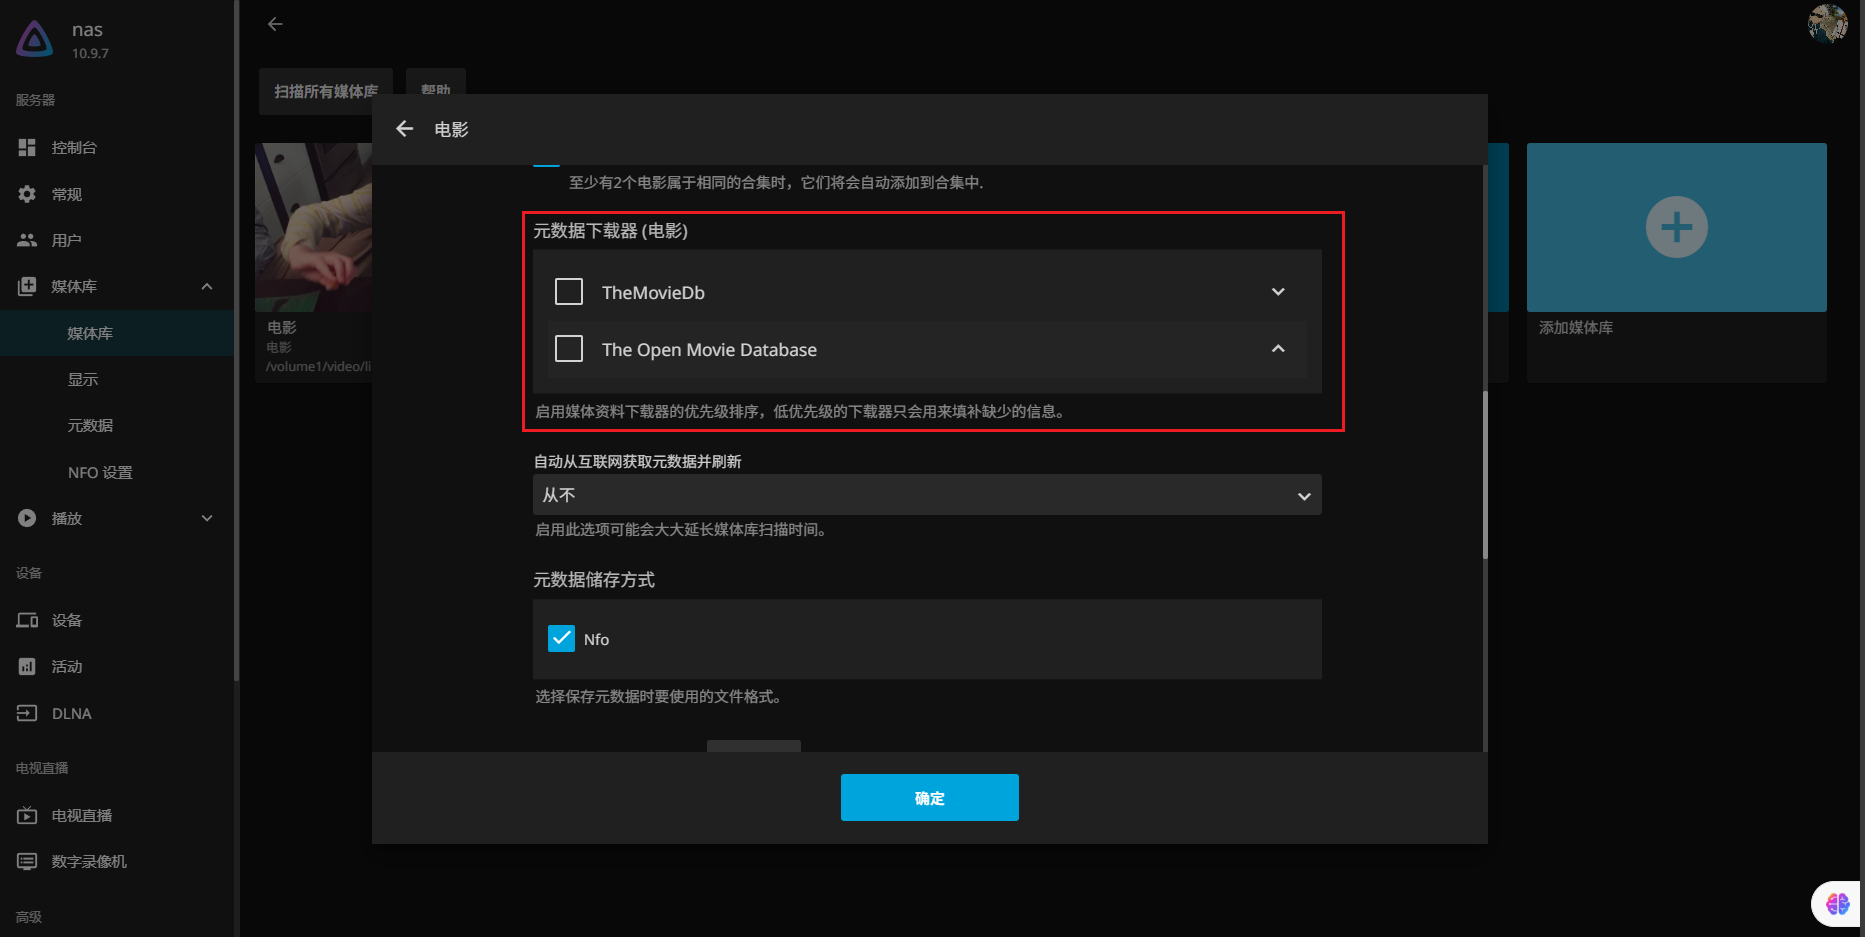 nas
10.9.7
服务器
控制台
常规
用户
媒体库
媒体库
显示
元数据
NFO 设置
播放
设备
设备
活动
DLNA
电视直播
电视直播
数字录像机
高级
扫描所有媒体库
帮助
电影
电影
/volume1/video/li
添加媒体库
电影
至少有2个电影属于相同的合集时，它们将会自动添加到合集中.
元数据下载器 (电影)
TheMovieDb
The Open Movie Database
启用媒体资料下载器的优先级排序，低优先级的下载器只会用来填补缺少的信息。
自动从互联网获取元数据并刷新
从不
启用此选项可能会大大延长媒体库扫描时间。
元数据储存方式
Nfo
选择保存元数据时要使用的文件格式。
确定